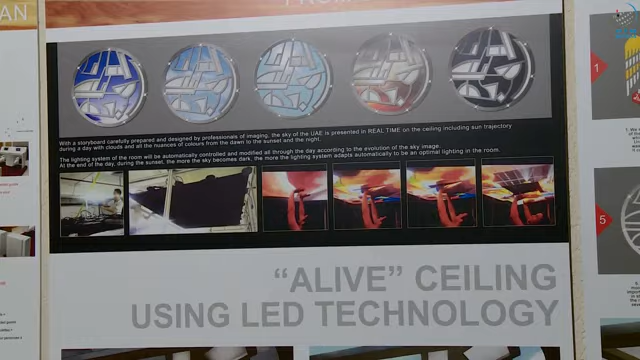 AN
With a storyboard carefully prepared and designed by professionals of imaging, the sky of the UAE is presented in REAL TIME on the ceiling including sun trajectory
during a day with clouds and all the nuances of colours from the dawn to the sunset and the night.
The lighting system of the room will be automatically controlled and modified all through the day according to the evolution of the sky image.
At the end of the day, during the sunset, the more the sky becomes dark, the more the lighting system adapts automatically to be an optimal lighting in the room.
“ALIVE” CEILING
USING LED TECHNOLOGY
1
5